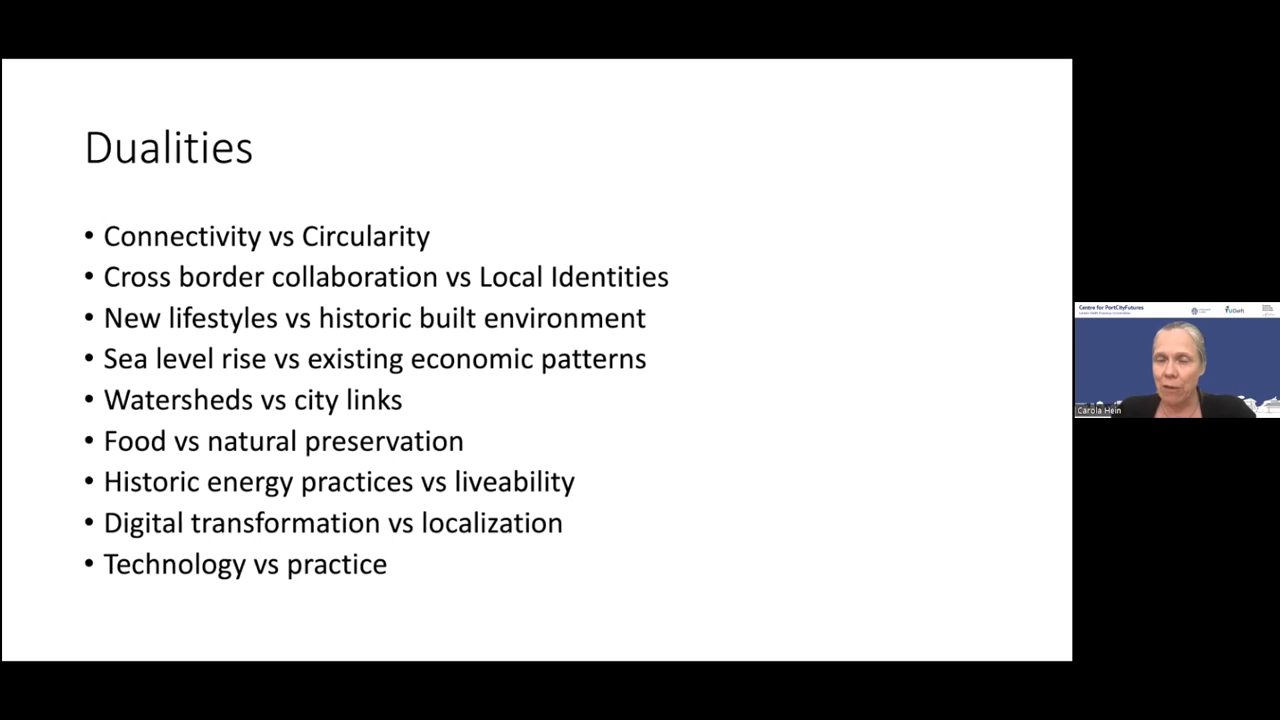 Dualities
• Connectivity vs Circularity
• Cross border collaboration vs Local Identities
• New lifestyles vs historic built environment
• Sea level rise vs existing economic patterns
• Watersheds vs city links
• Food vs natural preservation
• Historic energy practices vs liveability
• Digital transformation vs localization
• Technology vs practice
Centre for PortCityFutures
TUDelft
Carola Hein